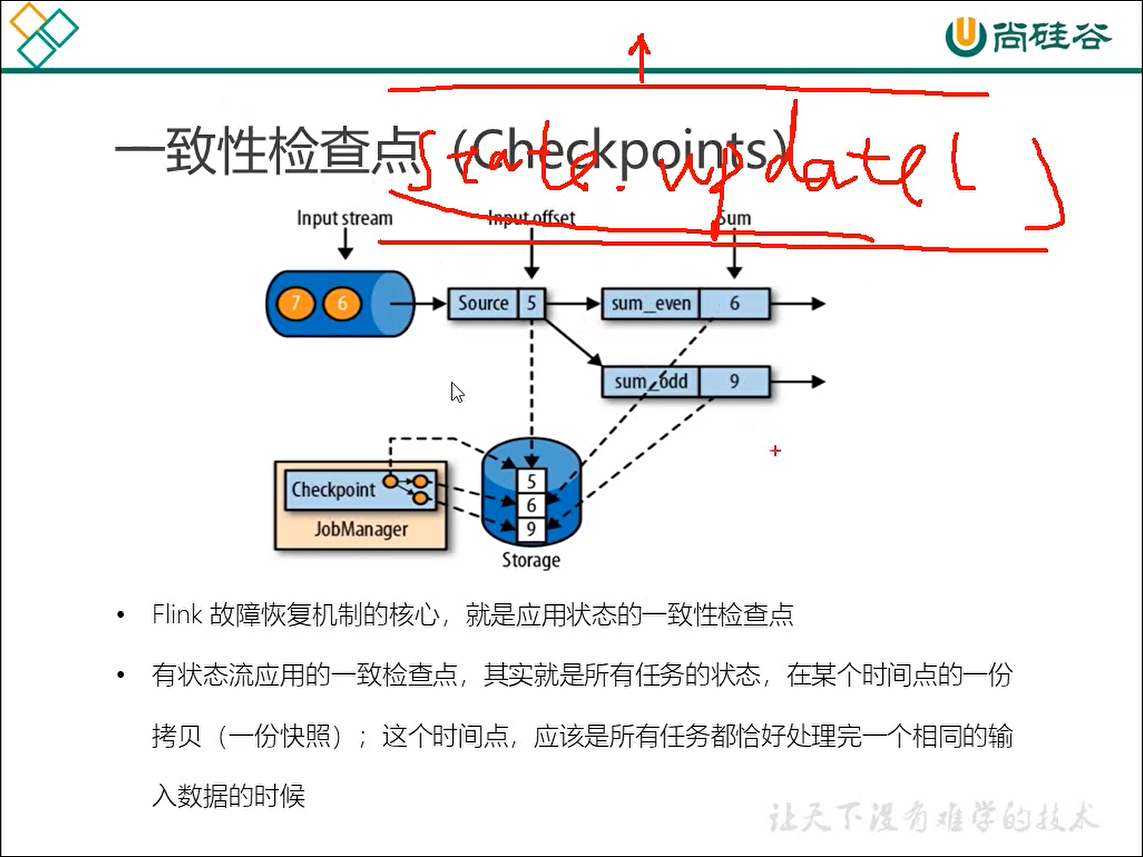 尚硅谷
一致性检查点（Checkpoints）
state.update( )
Input stream
Input offset
Sum
7 6
Source 5
sum_even 6
sum_odd 9
Checkpoint
JobManager
5
6
9
Storage
• Flink 故障恢复机制的核心，就是应用状态的一致性检查点
• 有状态流应用的一致检查点，其实就是所有任务的状态，在某个时间点的一份
拷贝（一份快照）；这个时间点，应该是所有任务都恰好处理完一个相同的输
入数据的时候
让天下没有难学的技术